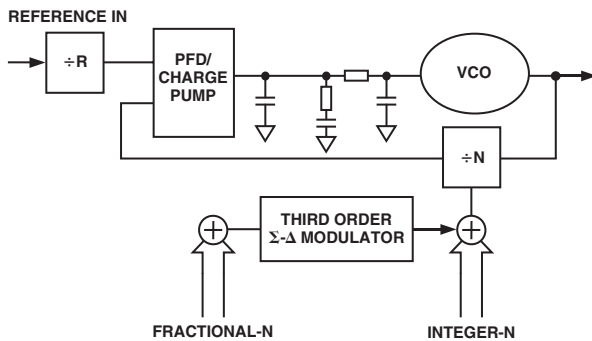 REFERENCE IN
÷R
PFD/
CHARGE
PUMP
VCO
÷N
THIRD ORDER
Σ-Δ MODULATOR
FRACTIONAL-N
INTEGER-N